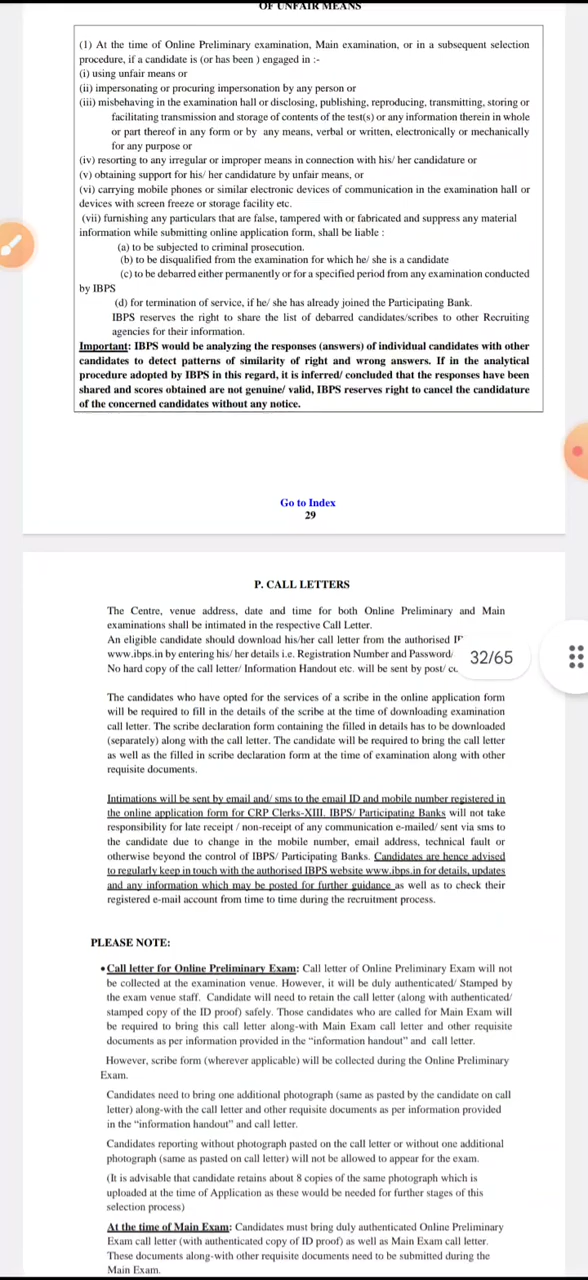 OF UNFAIR MEANS
(1) At the time of Online Preliminary examination, Main examination, or in a subsequent selection
procedure, if a candidate is (or has been ) engaged in :-
(i) using unfair means or
(ii) impersonating or procuring impersonation by any person or
(iii) misbehaving in the examination hall or disclosing, publishing, reproducing, transmitting, storing or
facilitating transmission and storage of contents of the test(s) or any information therein in whole
or part thereof in any form or by any means, verbal or written, electronically or mechanically
for any purpose or
(iv) resorting to any irregular or improper means in connection with his/ her candidature or
(v) obtaining support for his/ her candidature by unfair means, or
(vi) carrying mobile phones or similar electronic devices of communication in the examination hall or
devices with screen freeze or storage facility etc.
(vii) furnishing any particulars that are false, tampered with or fabricated and suppress any material
information while submitting online application form, shall be liable :
(a) to be subjected to criminal prosecution.
(b) to be disqualified from the examination for which he/ she is a candidate
(c) to be debarred either permanently or for a specified period from any examination conducted
by IBPS
(d) for termination of service, if he/ she has already joined the Participating Bank.
IBPS reserves the right to share the list of debarred candidates/scribes to other Recruiting
agencies for their information.
Important: IBPS would be analyzing the responses (answers) of individual candidates with other
candidates to detect patterns of similarity of right and wrong answers. If in the analytical
procedure adopted by IBPS in this regard, it is inferred/ concluded that the responses have been
shared and scores obtained are not genuine/ valid, IBPS reserves right to cancel the candidature
of the concerned candidates without any notice.
Go to Index
29
P. CALL LETTERS
The Centre, venue address, date and time for both Online Preliminary and Main
examinations shall be intimated in the respective Call Letter.
An eligible candidate should download his/her call letter from the authorised
www.ibps.in by entering his/ her details i.e. Registration Number and Password/
32/65
No hard copy of the call letter/ Information Handout etc. will be sent by post/
The candidates who have opted for the services of a scribe in the online application form
will be required to fill in the details of the scribe at the time of downloading examination
call letter. The scribe declaration form containing the filled in details has to be downloaded
(separately) along with the call letter. The candidate will be required to bring the call letter
as well as the filled in scribe declaration form at the time of examination along with other
requisite documents.
Intimations will be sent by email and/ sms to the email ID and mobile number registered in
the online application form for CRP Clerks-XIII. IBPS/ Participating Banks will not take
responsibility for late receipt / non-receipt of any communication e-mailed/ sent via sms to
the candidate due to change in the mobile number, email address, technical fault or
otherwise beyond the control of IBPS/ Participating Banks. Candidates are hence advised
to regularly keep in touch with the authorised IBPS website www.ibps.in for details, updates
and any information which may be posted for further guidance as well as to check their
registered e-mail account from time to time during the recruitment process.
PLEASE NOTE:
• Call letter for Online Preliminary Exam: Call letter of Online Preliminary Exam will not
be collected at the examination venue. However, it will be duly authenticated/ Stamped by
the exam venue staff. Candidate will need to retain the call letter (along with authenticated/
stamped copy of the ID proof) safely. Those candidates who are called for Main Exam will
be required to bring this call letter along-with Main Exam call letter and other requisite
documents as per information provided in the “information handout” and call letter.
However, scribe form (wherever applicable) will be collected during the Online Preliminary
Exam.
Candidates need to bring one additional photograph (same as pasted by the candidate on call
letter) along-with the call letter and other requisite documents as per information provided
in the “information handout” and call letter.
Candidates reporting without photograph pasted on the call letter or without one additional
photograph (same as pasted on call letter) will not be allowed to appear for the exam.
(It is advisable that candidate retains about 8 copies of the same photograph which is
uploaded at the time of Application as these would be needed for further stages of this
selection process)
At the time of Main Exam: Candidates must bring duly authenticated Online Preliminary
Exam call letter (with authenticated copy of ID proof) as well as Main Exam call letter.
These documents along-with other requisite documents need to be submitted during the
Main Exam.